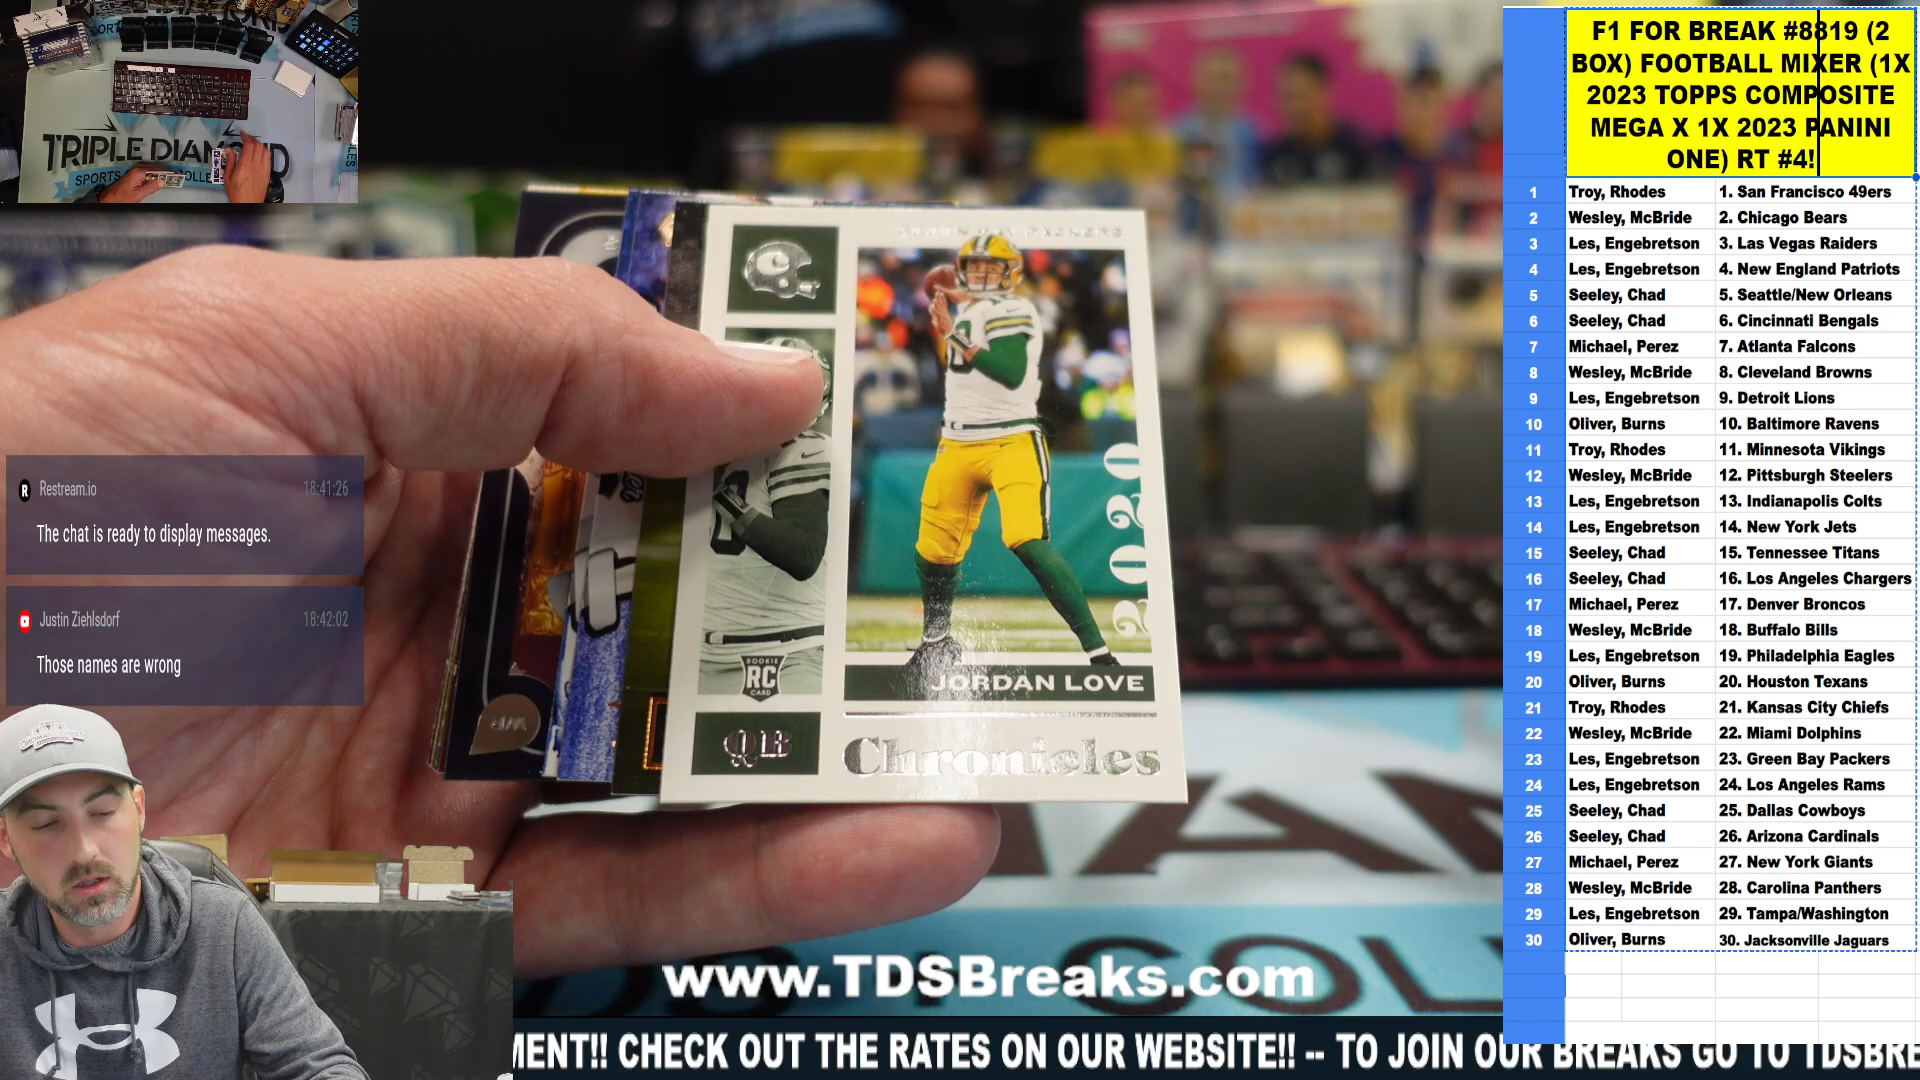 TRIPLE DIAMOND
SPORTS
Restream.io 18:41:26
The chat is ready to display messages.
Justin Ziehlsdorf 18:42:02
Those names are wrong
GREEN BAY PACKERS
2020
JORDAN LOVE
ROOKIE
RC
CARD
QB
Chronicles
www.TDSBreaks.com
MENT!! CHECK OUT THE RATES ON OUR WEBSITE!! -- TO JOIN OUR BREAKS GO TO TDSBRE
F1 FOR BREAK #8819 (2
BOX) FOOTBALL MIXER (1X
2023 TOPPS COMPOSITE
MEGA X 1X 2023 PANINI
ONE) RT #4!
1 Troy, Rhodes 1. San Francisco 49ers
2 Wesley, McBride 2. Chicago Bears
3 Les, Engebretson 3. Las Vegas Raiders
4 Les, Engebretson 4. New England Patriots
5 Seeley, Chad 5. Seattle/New Orleans
6 Seeley, Chad 6. Cincinnati Bengals
7 Michael, Perez 7. Atlanta Falcons
8 Wesley, McBride 8. Cleveland Browns
9 Les, Engebretson 9. Detroit Lions
10 Oliver, Burns 10. Baltimore Ravens
11 Troy, Rhodes 11. Minnesota Vikings
12 Wesley, McBride 12. Pittsburgh Steelers
13 Les, Engebretson 13. Indianapolis Colts
14 Les, Engebretson 14. New York Jets
15 Seeley, Chad 15. Tennessee Titans
16 Seeley, Chad 16. Los Angeles Chargers
17 Michael, Perez 17. Denver Broncos
18 Wesley, McBride 18. Buffalo Bills
19 Les, Engebretson 19. Philadelphia Eagles
20 Oliver, Burns 20. Houston Texans
21 Troy, Rhodes 21. Kansas City Chiefs
22 Wesley, McBride 22. Miami Dolphins
23 Les, Engebretson 23. Green Bay Packers
24 Les, Engebretson 24. Los Angeles Rams
25 Seeley, Chad 25. Dallas Cowboys
26 Seeley, Chad 26. Arizona Cardinals
27 Michael, Perez 27. New York Giants
28 Wesley, McBride 28. Carolina Panthers
29 Les, Engebretson 29. Tampa/Washington
30 Oliver, Burns 30. Jacksonville Jaguars